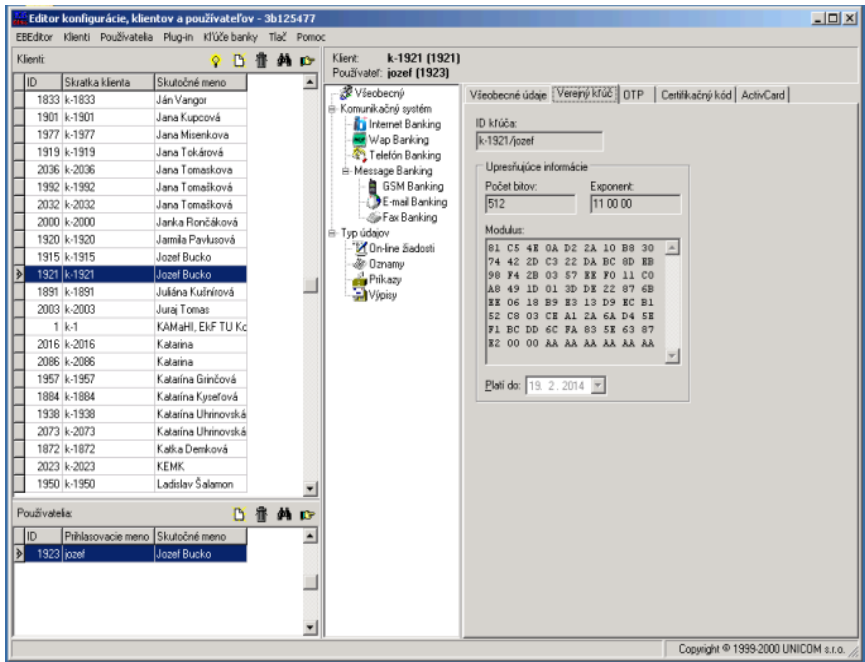 Editor konfigurácie, klientov a používateľov - 3b125477
EBEditor Klienti Používatelia Plug-in Kľúče banky Tlač Pomoc
Klienti:
ID Skratka klienta Skutočné meno
1833 k-1833 Ján Vangor
1901 k-1901 Jana Kupcová
1977 k-1977 Jana Misenkova
1919 k-1919 Jana Tokárová
2036 k-2036 Jana Tomaskova
1992 k-1992 Jana Tomašková
2032 k-2032 Jana Tomašková
2000 k-2000 Janka Rončáková
1920 k-1920 Jarmila Pavlusová
1915 k-1915 Jozef Bucko
1921 k-1921 Jozef Bucko
1891 k-1891 Juliána Kušnírová
2003 k-2003 Juraj Tomas
1 k-1 KAMaHI, EkF TU Kc
2016 k-2016 Katarina
2086 k-2086 Katarina
1957 k-1957 Katarína Grinčová
1884 k-1884 Katarína Kyseľová
1938 k-1938 Katarína Uhrinovská
2073 k-2073 Katarína Uhrinovská
1872 k-1872 Katka Demková
2023 k-2023 KEMK
1950 k-1950 Ladislav Šalamon
Používatelia:
ID Prihlasovacie meno Skutočné meno
1923 jozef Jozef Bucko
Klient: k-1921 (1921)
Používateľ: jozef (1923)
Všeobecný
Komunikačný systém
Internet Banking
Wap Banking
Telefón Banking
Message Banking
GSM Banking
E-mail Banking
Fax Banking
Typ údajov
On-line žiadosti
Oznamy
Príkazy
Výpisy
Všeobecné údaje Verejný kľúč OTP Certifikačný kód ActivCard
ID kľúča:
k-1921/jozef
Upresňujúce informácie
Počet bitov: Exponent:
512 11 00 00
Modulus:
81 C5 4E 0A D2 2A 10 B8 30
74 42 2D C3 22 DA BC 8D EB
98 F4 2B 03 57 EE F0 11 C0
A8 49 1D 01 3D DE 22 87 6B
EE 06 18 B9 E3 13 D9 EC B1
52 C8 03 CE A1 2A 6A D4 5E
F1 BC DD 6C FA 83 5E 63 87
E2 00 00 AA AA AA AA AA AA
Platí do: 19. 2. 2014
Copyright © 1999-2000 UNICOM s.r.o.